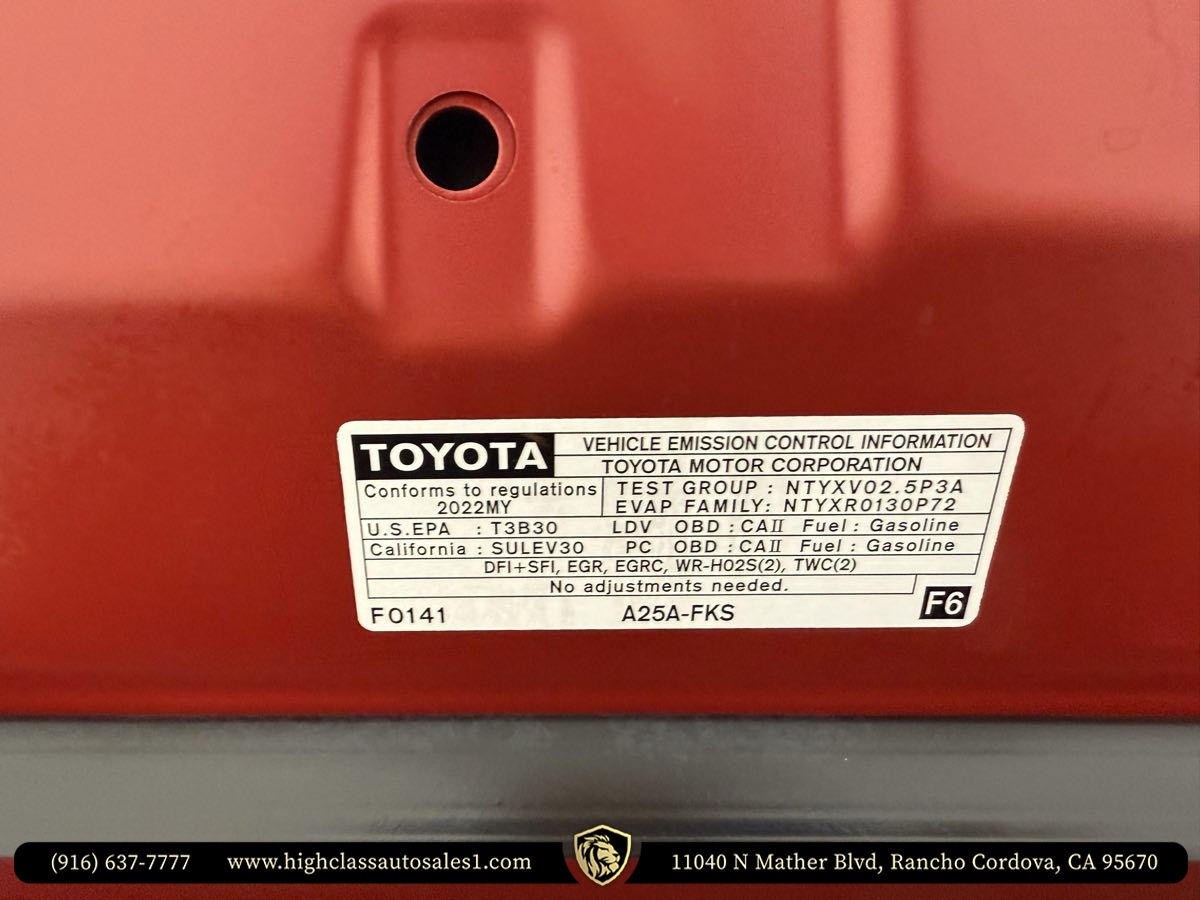 TOYOTA
VEHICLE EMISSION CONTROL INFORMATION
TOYOTA MOTOR CORPORATION
Conforms to regulations
2022MY
TEST GROUP : NTYXV02.5P3A
EVAP FAMILY: NTYXR0130P72
U.S.EPA : T3B30 LDV OBD : CAII Fuel : Gasoline
California : SULEV30 PC OBD : CAII Fuel : Gasoline
DFI+SFI, EGR, EGRC, WR-HO2S(2), TWC(2)
No adjustments needed.
F0141 A25A-FKS F6
(916) 637-7777 www.highclassautosales1.com 11040 N Mather Blvd, Rancho Cordova, CA 95670